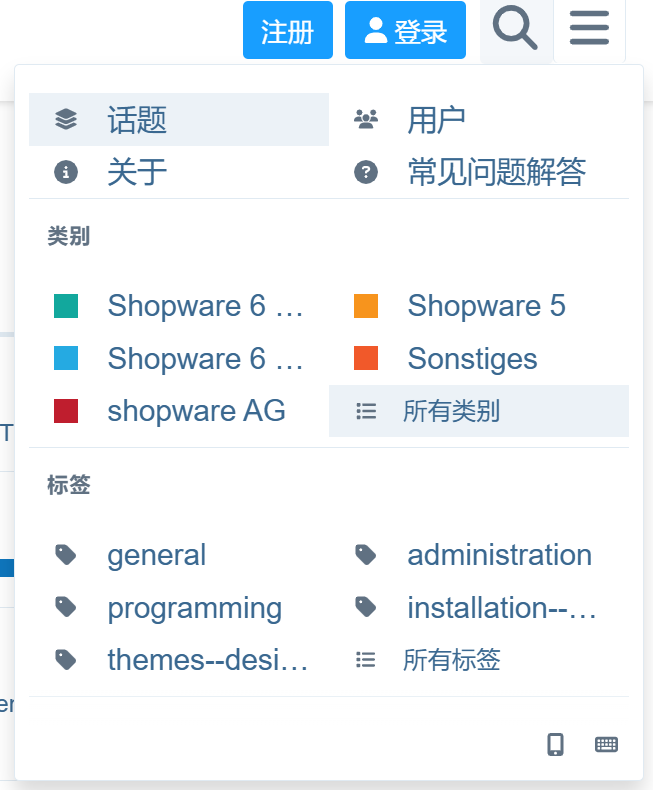 注册 登录
话题 用户
关于 常见问题解答
类别
Shopware 6 … Shopware 5
Shopware 6 … Sonstiges
shopware AG 所有类别
标签
general administration
programming installation--…
themes--desi… 所有标签